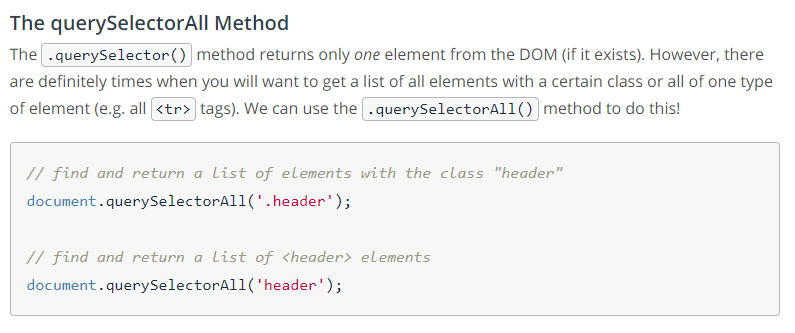 The querySelectorAll Method
The .querySelector() method returns only one element from the DOM (if it exists). However, there
are definitely times when you will want to get a list of all elements with a certain class or all of one type
of element (e.g. all <tr> tags). We can use the .querySelectorAll() method to do this!
// find and return a list of elements with the class "header"
document.querySelectorAll('.header');
// find and return a list of <header> elements
document.querySelectorAll('header');